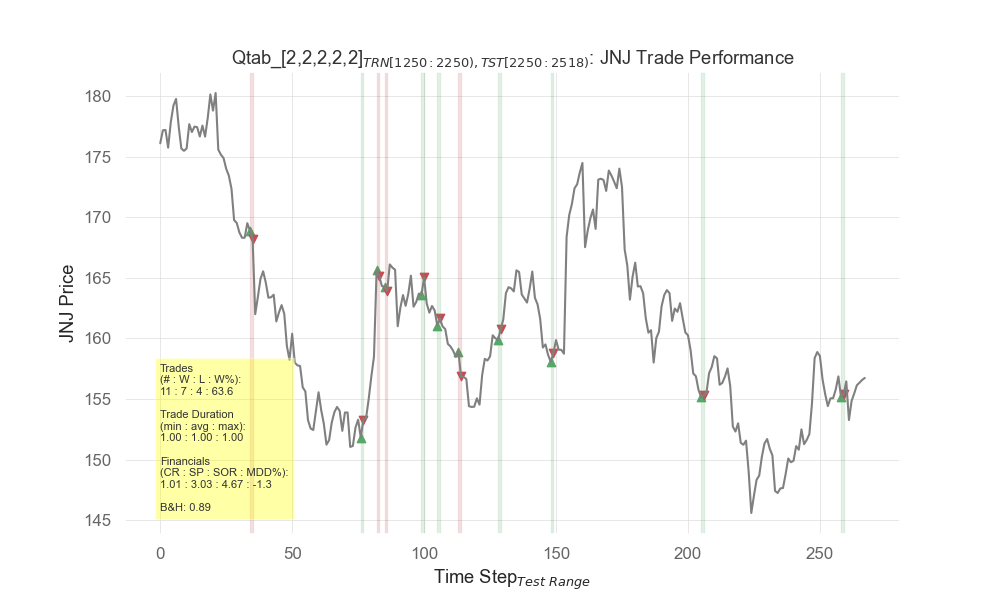 Qtab_[2,2,2,2,2]TRN[1250:2250),TST[2250:2518): JNJ Trade Performance
180
175
170
165
160
155
150
145
JNJ Price
Trades
(# : W : L : W%):
11 : 7 : 4 : 63.6
Trade Duration
(min : avg : max):
1.00 : 1.00 : 1.00
Financials
(CR : SP : SOR : MDD%):
1.01 : 3.03 : 4.67 : -1.3
B&H: 0.89
0 50 100 150 200 250
Time StepTest Range